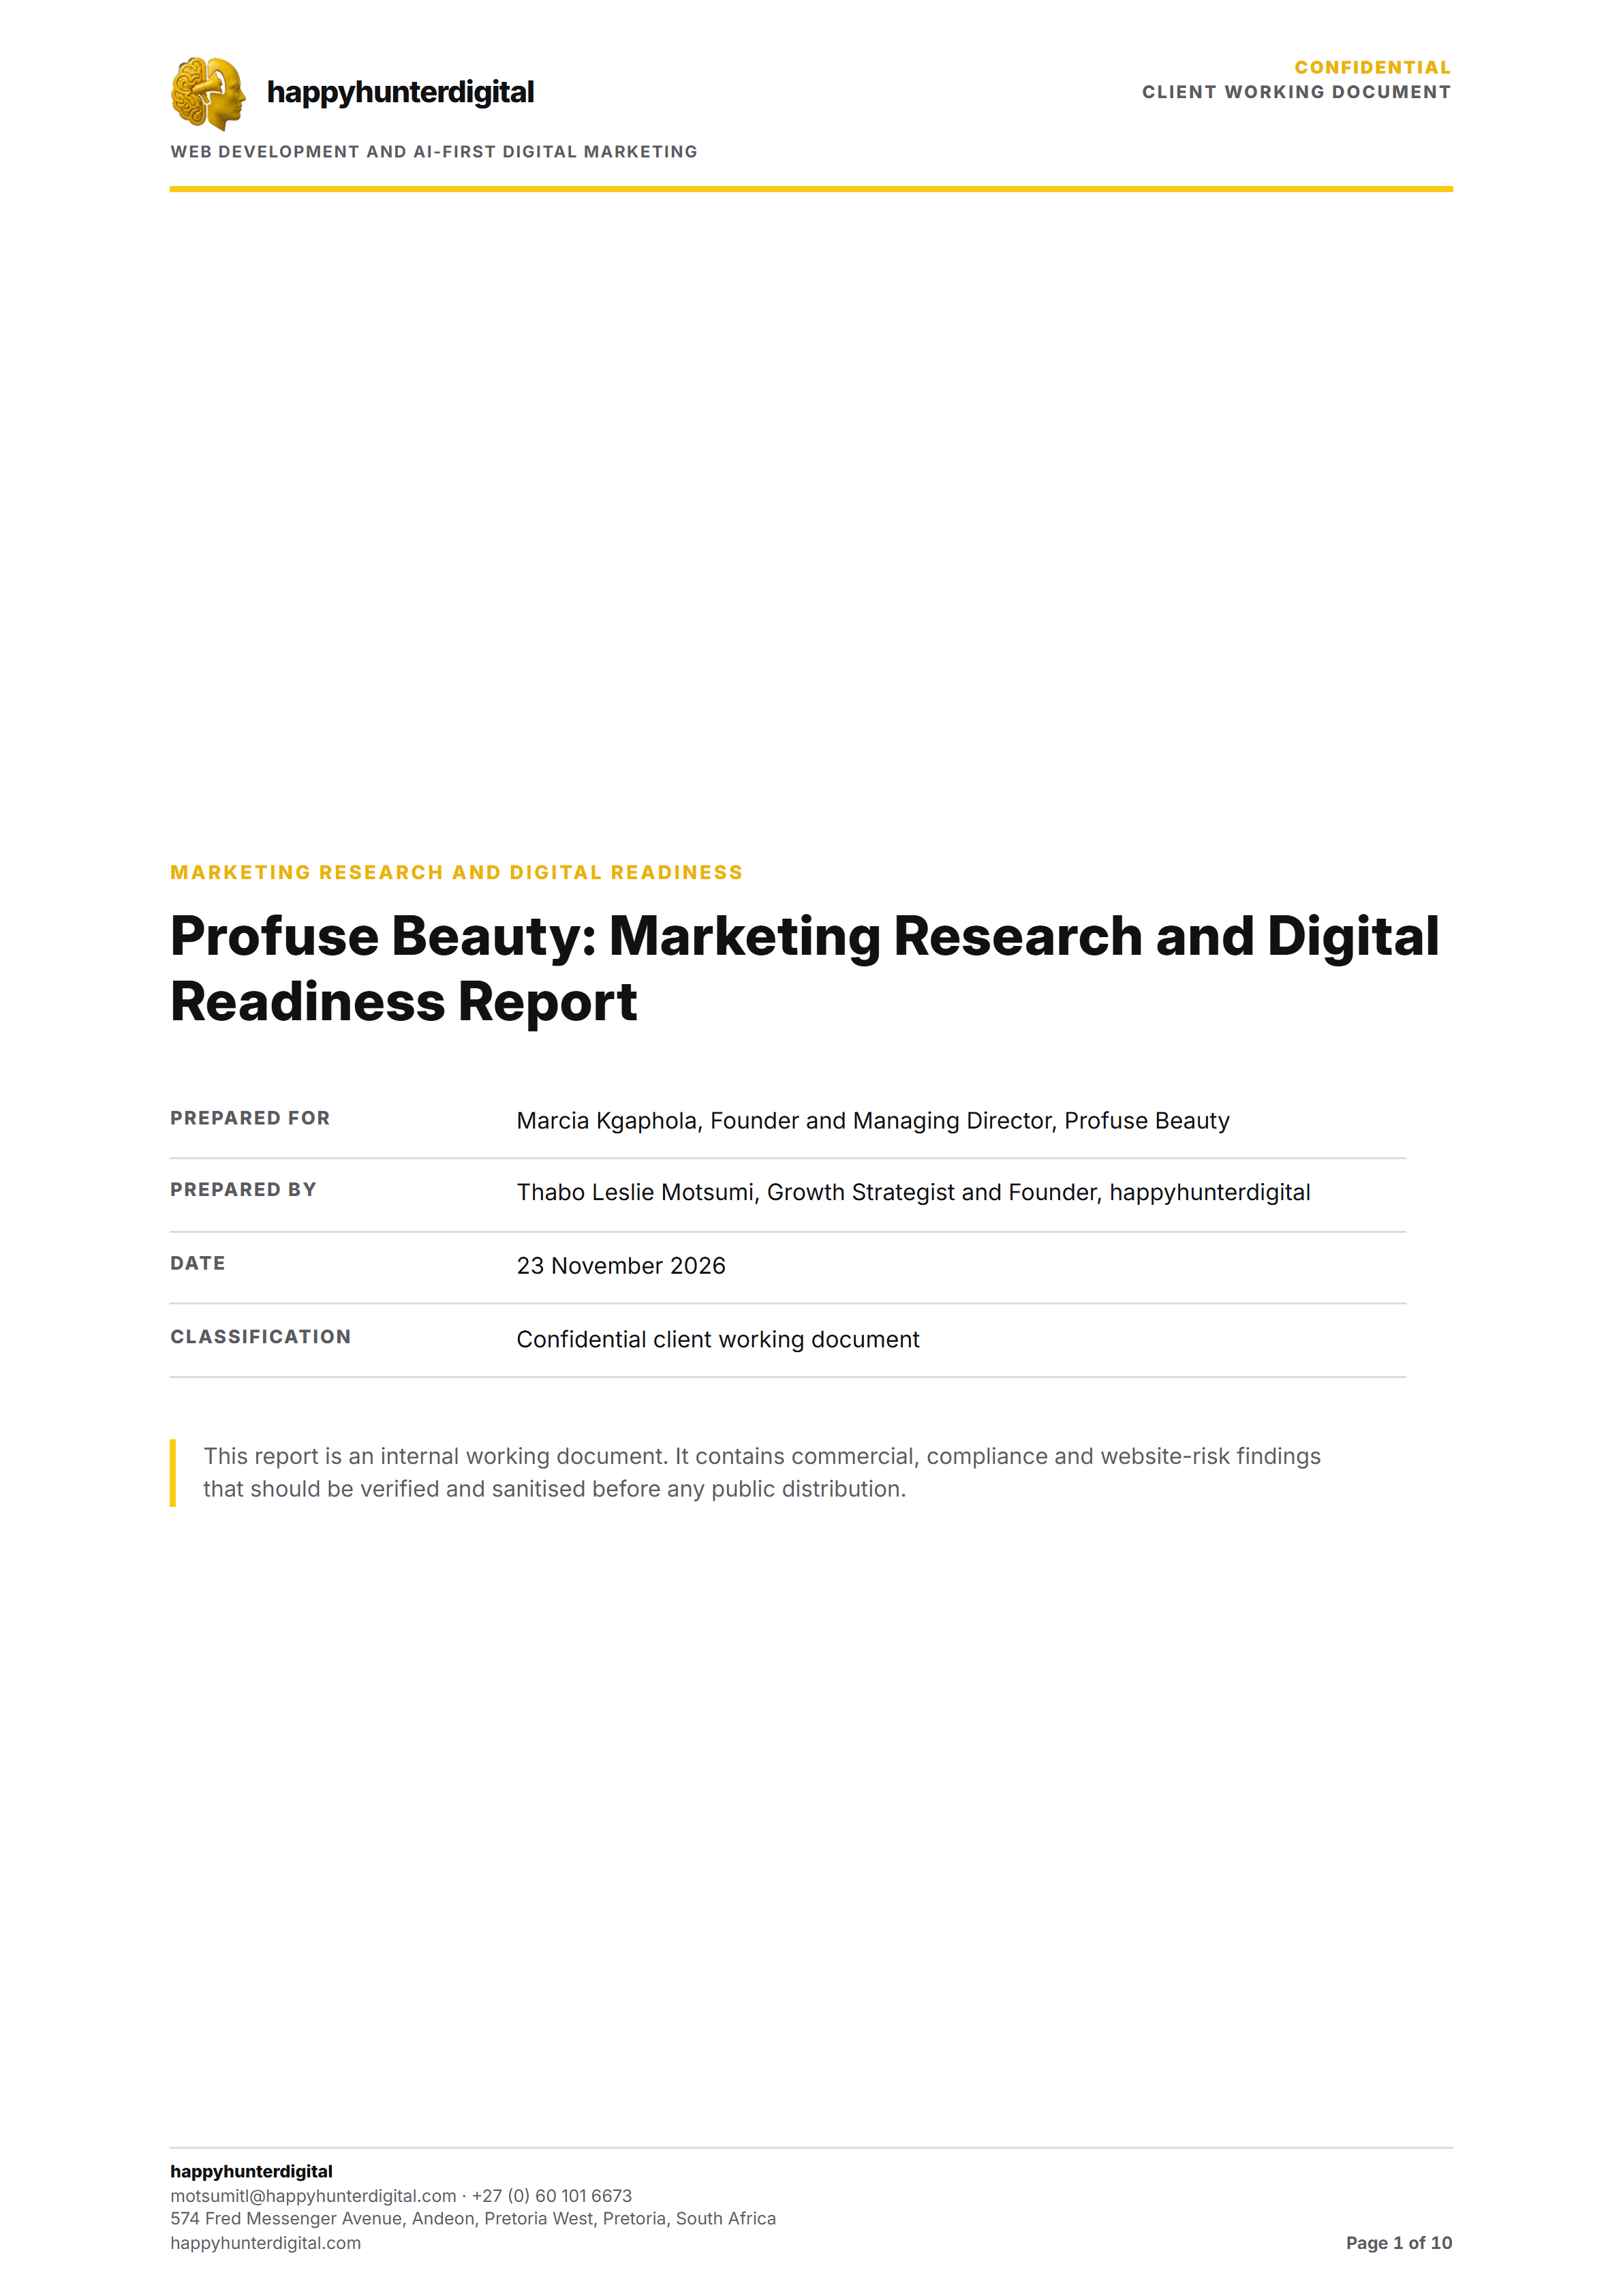 happyhunterdigital
WEB DEVELOPMENT AND AI-FIRST DIGITAL MARKETING
CONFIDENTIAL
CLIENT WORKING DOCUMENT
MARKETING RESEARCH AND DIGITAL READINESS
Profuse Beauty: Marketing Research and Digital
Readiness Report
PREPARED FOR Marcia Kgaphola, Founder and Managing Director, Profuse Beauty
PREPARED BY Thabo Leslie Motsumi, Growth Strategist and Founder, happyhunterdigital
DATE 23 November 2026
CLASSIFICATION Confidential client working document
This report is an internal working document. It contains commercial, compliance and website-risk findings
that should be verified and sanitised before any public distribution.
happyhunterdigital
motsumitl@happyhunterdigital.com · +27 (0) 60 101 6673
574 Fred Messenger Avenue, Andeon, Pretoria West, Pretoria, South Africa
happyhunterdigital.com
Page 1 of 10